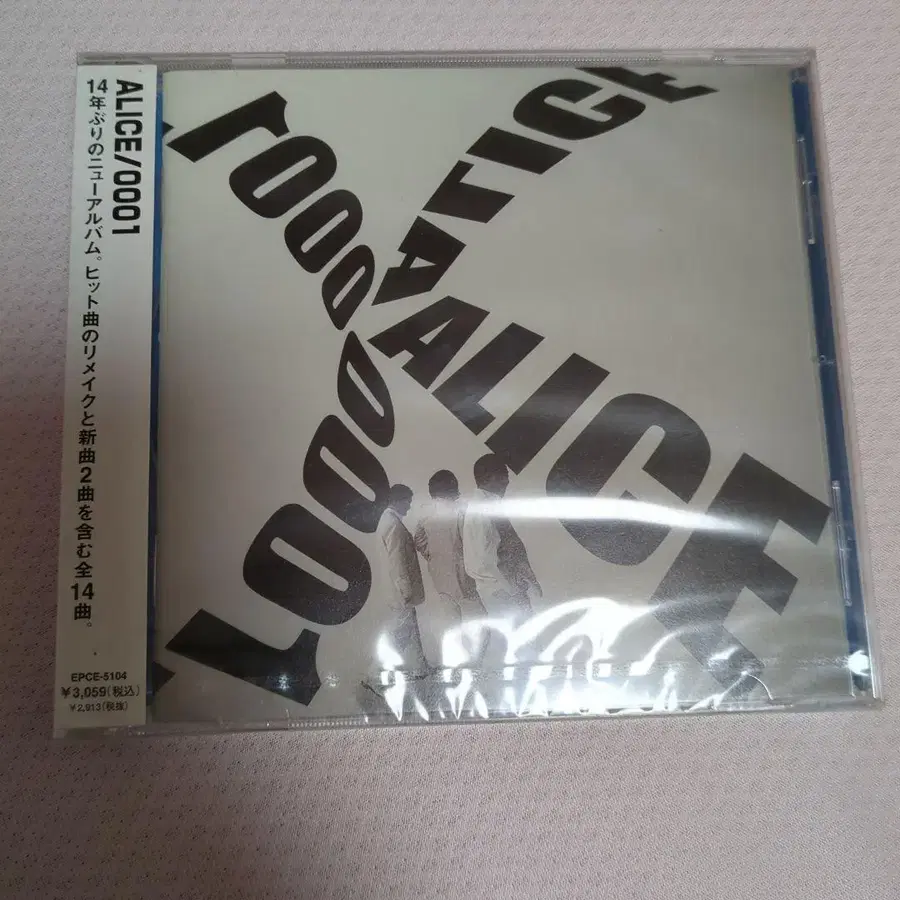 ALICE/0001
14年ぶりのニューアルバム。ヒット曲のリメイクと新曲2曲を含む全14曲。
EPCE-5104
￥3,059(税込)
￥2,913(税抜)
ALICE
0001
ALICE
0001